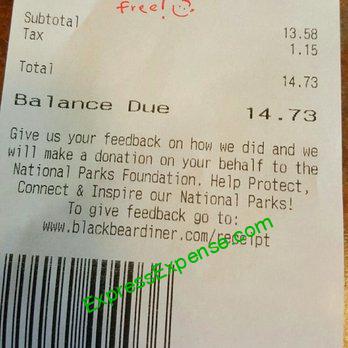 free!
Subtotal 13.58
Tax 1.15
Total 14.73
Balance Due 14.73
Give us your feedback on how we did and we
will make a donation on your behalf to the
National Parks Foundation. Help Protect,
Connect & Inspire our National Parks!
To give feedback go to:
www.blackbeardiner.com/receipt
ExpressExpense.com